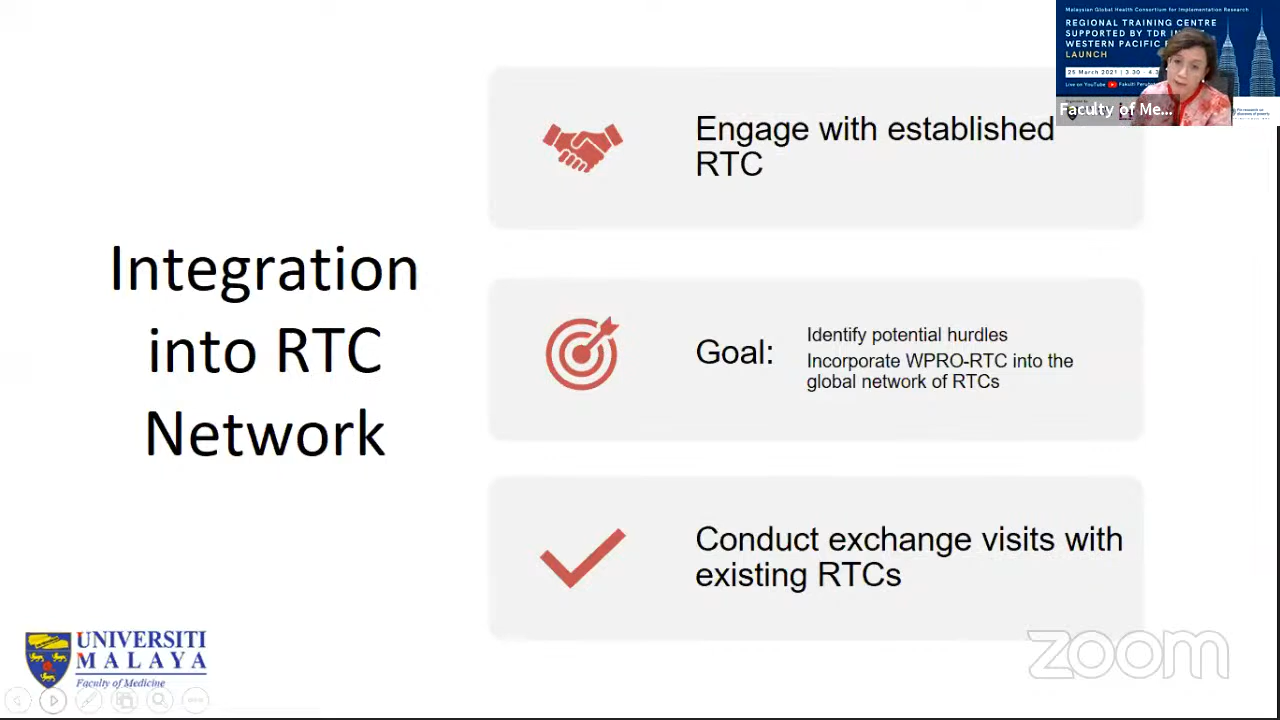 Malaysian Global Health Consortium for Implementation Research
REGIONAL TRAINING CENTRE
SUPPORTED BY TDR IN
WESTERN PACIFIC
LAUNCH
25 March 2021 | 3.30 - 4.3
Live on YouTube
Faculty of Me...
Engage with established
RTC
Integration
into RTC
Network
Goal:
Identify potential hurdles
Incorporate WPRO-RTC into the
global network of RTCs
Conduct exchange visits with
existing RTCs
UNIVERSITI
MALAYA
Faculty of Medicine
zoom